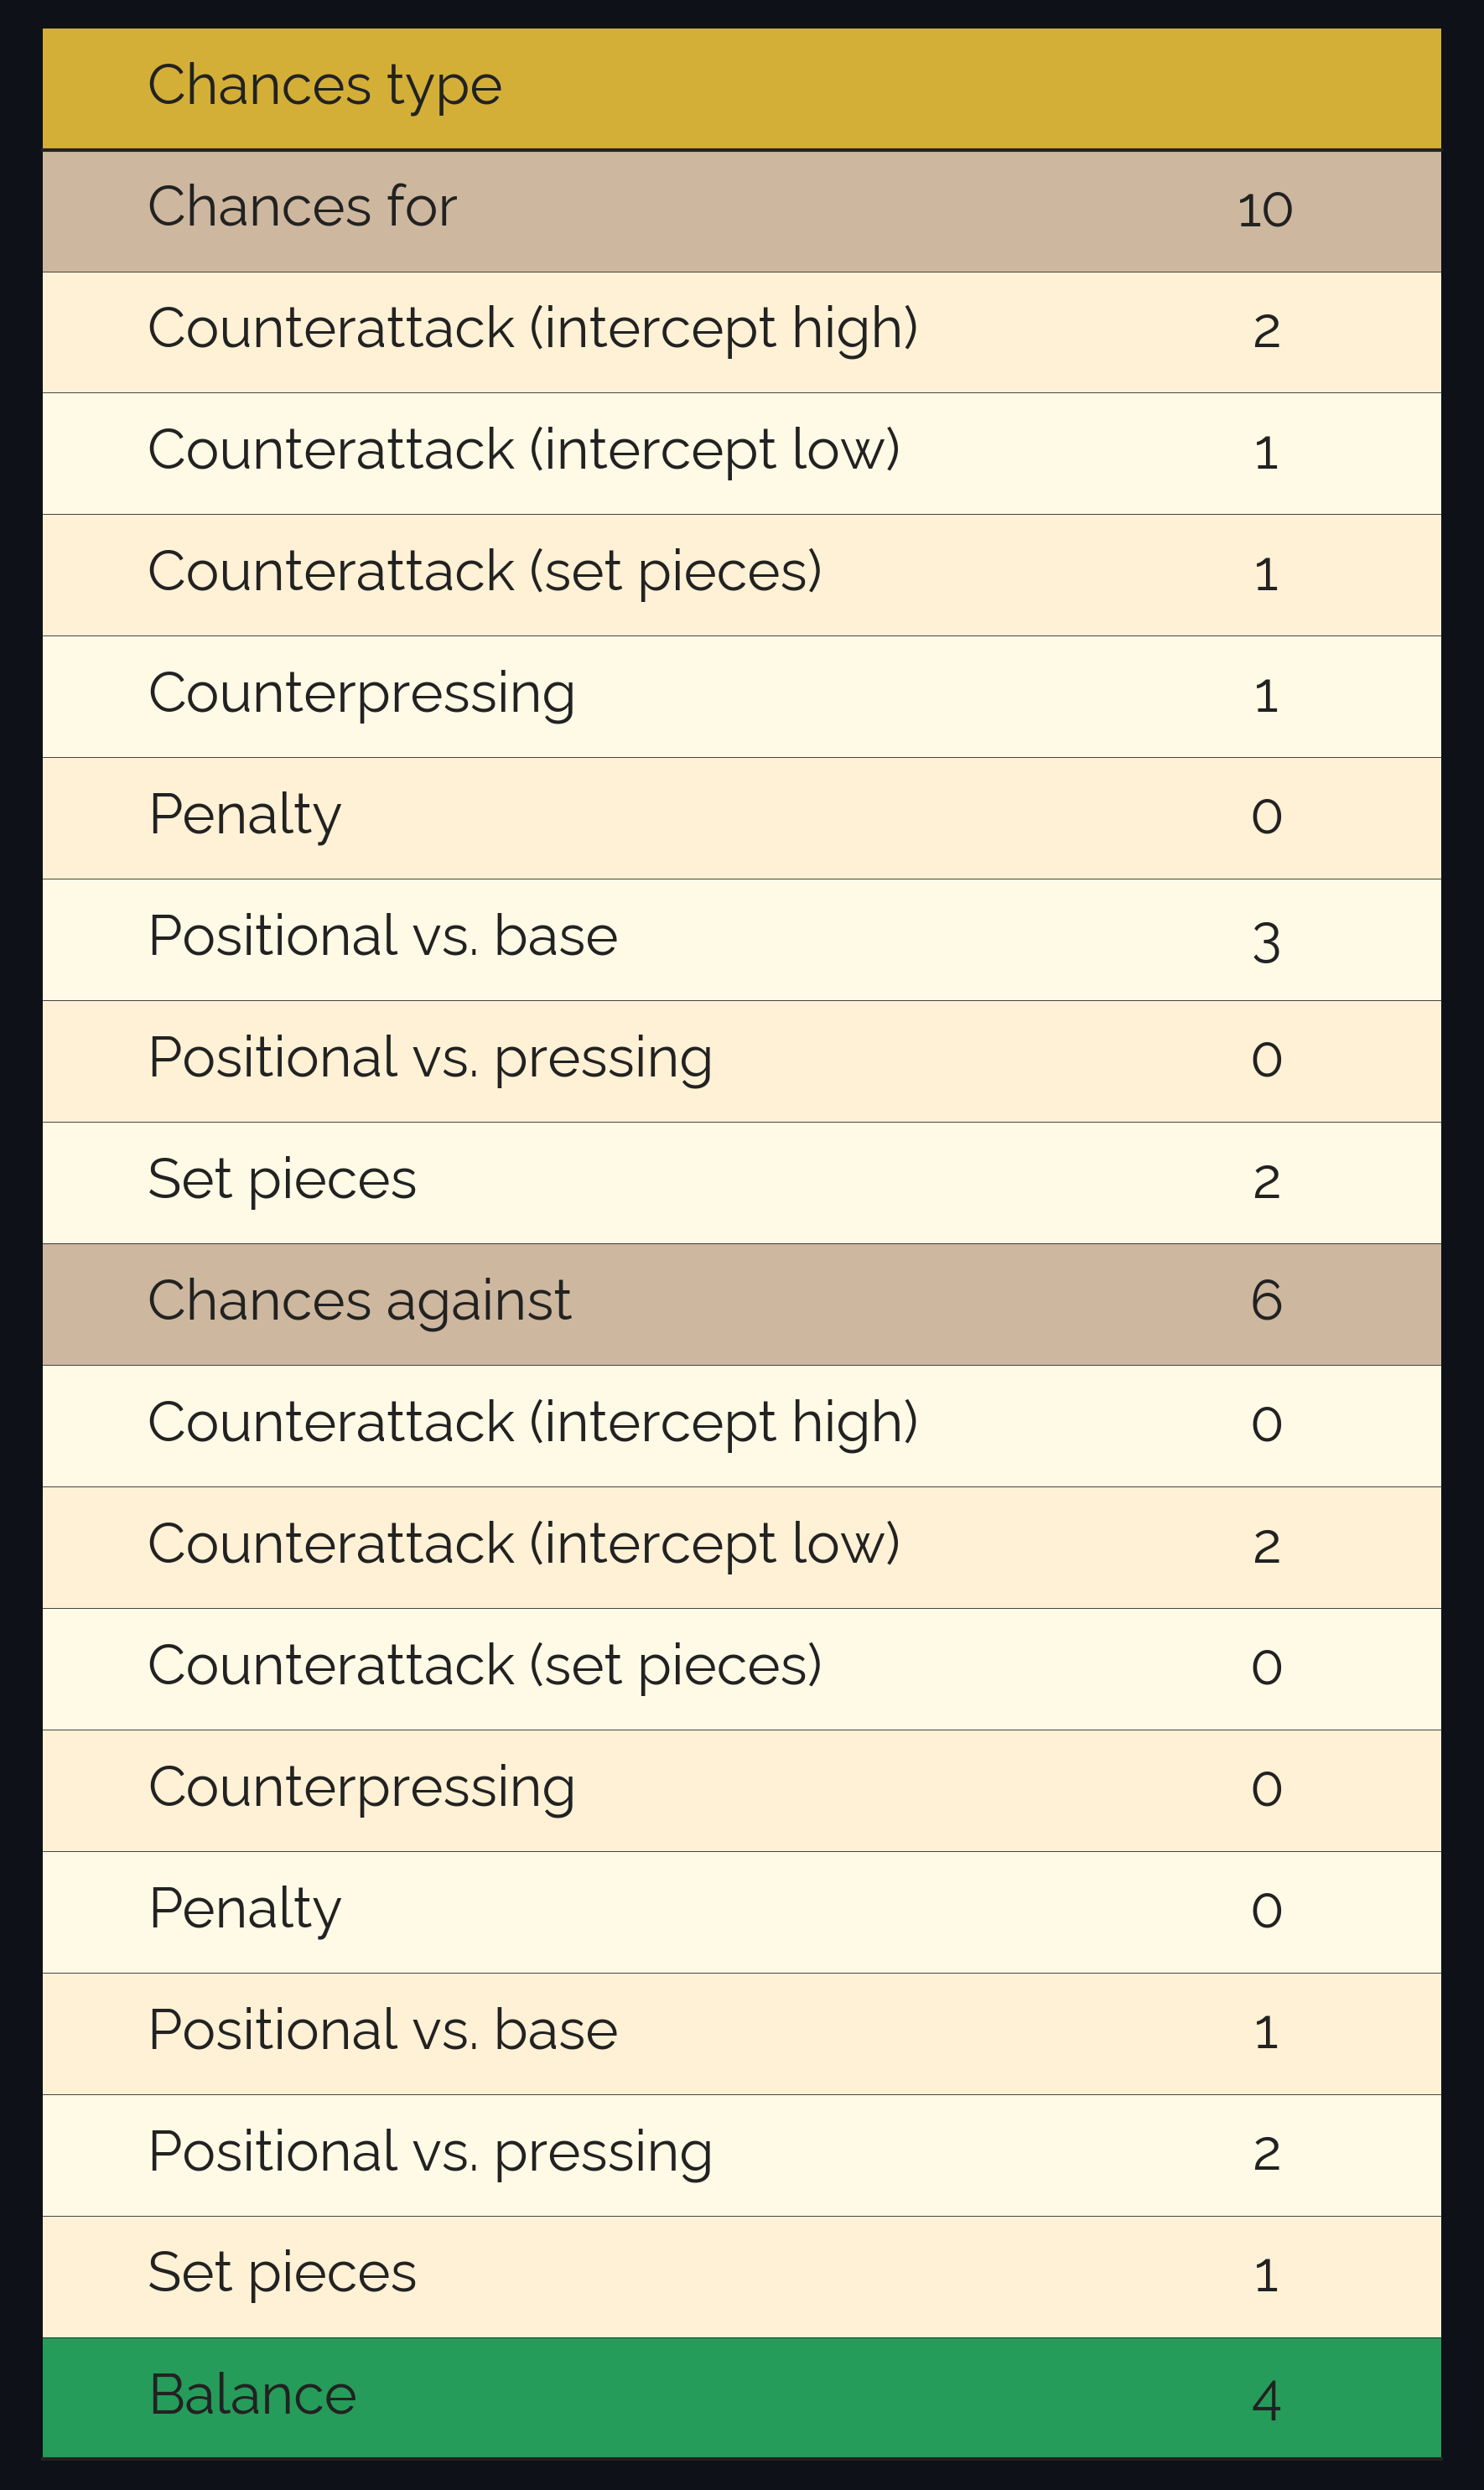 Chances type
Chances for 10
Counterattack (intercept high) 2
Counterattack (intercept low) 1
Counterattack (set pieces) 1
Counterpressing 1
Penalty 0
Positional vs. base 3
Positional vs. pressing 0
Set pieces 2
Chances against 6
Counterattack (intercept high) 0
Counterattack (intercept low) 2
Counterattack (set pieces) 0
Counterpressing 0
Penalty 0
Positional vs. base 1
Positional vs. pressing 2
Set pieces 1
Balance 4